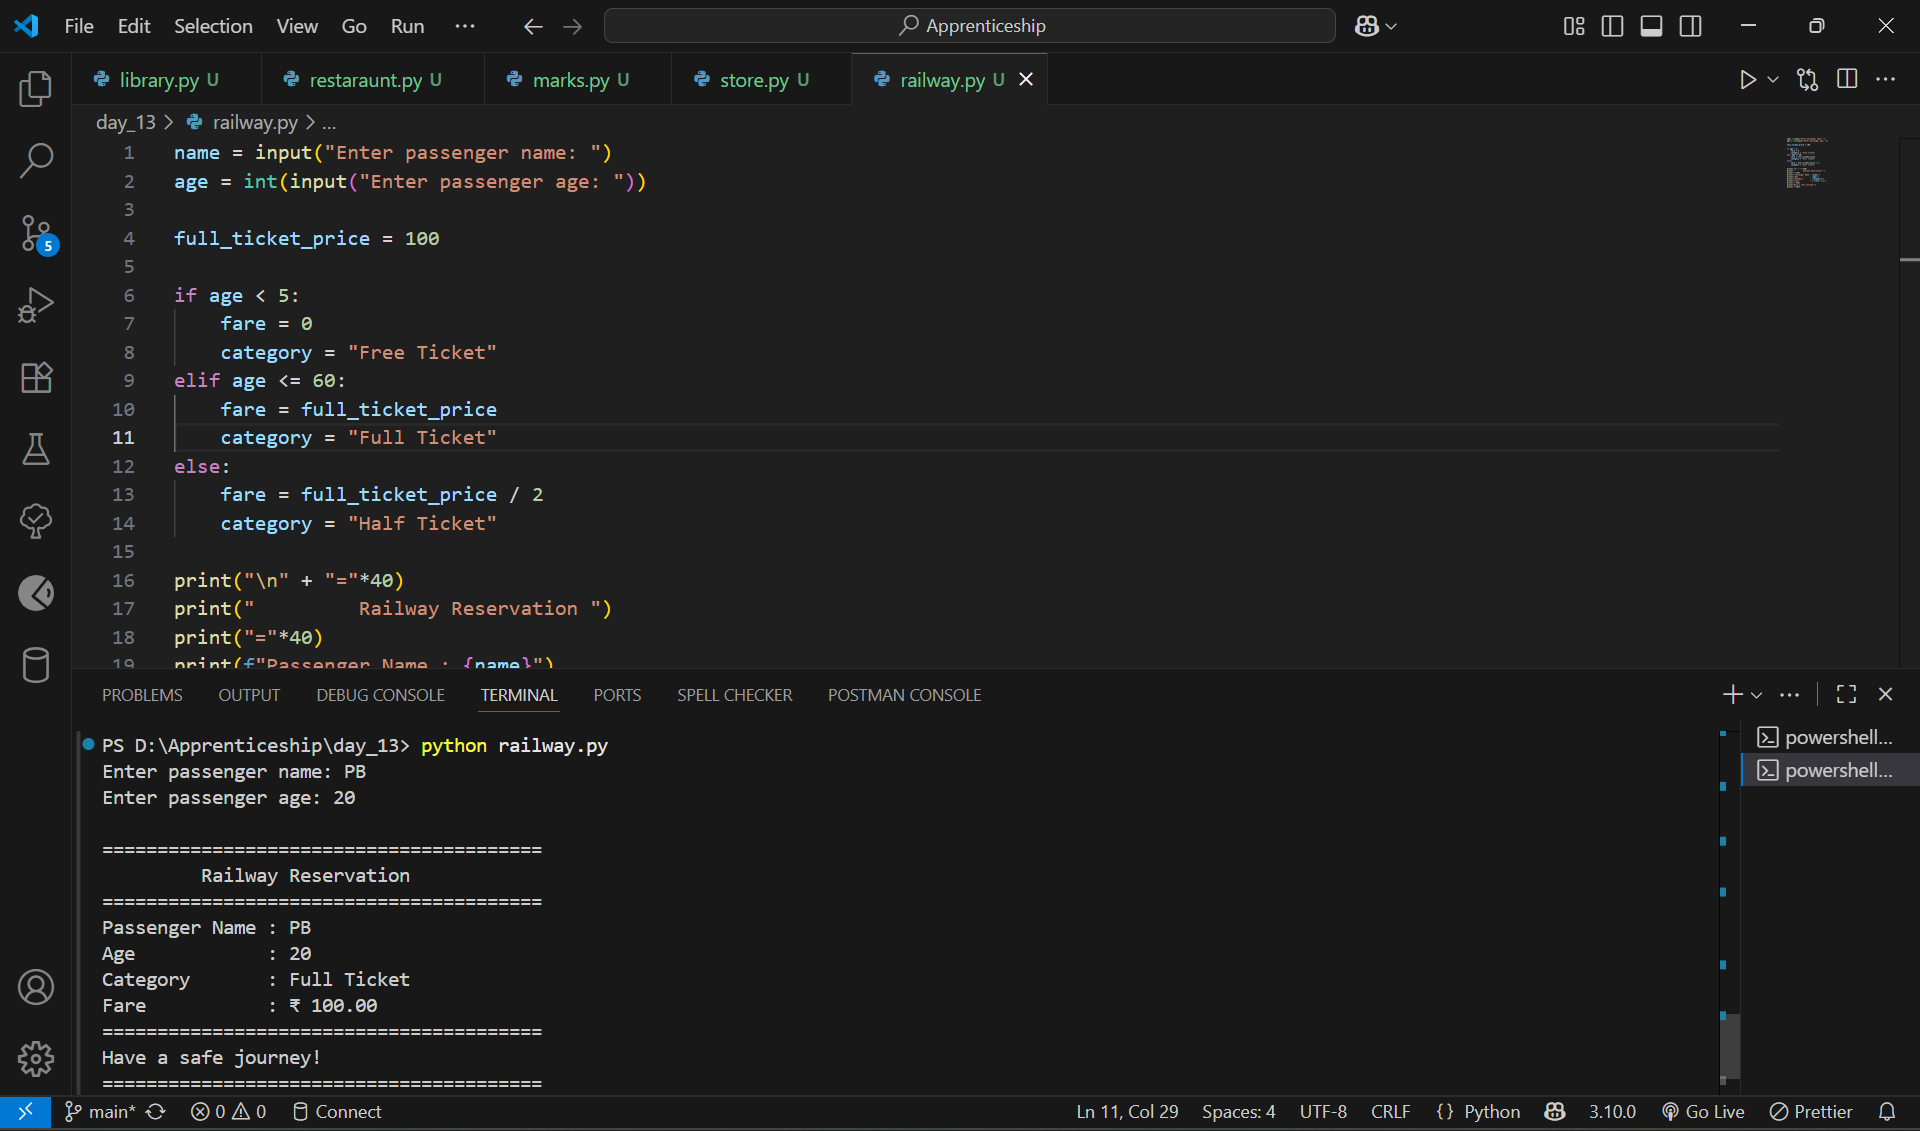 File Edit Selection View Go Run ··· Apprenticeship
library.py U restaraunt.py U marks.py U store.py U railway.py U
day_13 > railway.py > ...
1 name = input("Enter passenger name: ")
2 age = int(input("Enter passenger age: "))
3
4 full_ticket_price = 100
5
6 if age < 5:
7     fare = 0
8     category = "Free Ticket"
9 elif age <= 60:
10     fare = full_ticket_price
11     category = "Full Ticket"
12 else:
13     fare = full_ticket_price / 2
14     category = "Half Ticket"
15
16 print("\n" + "="*40)
17 print("         Railway Reservation ")
18 print("="*40)
19 print(f"Passenger Name : {name}")
5
PROBLEMS OUTPUT DEBUG CONSOLE TERMINAL PORTS SPELL CHECKER POSTMAN CONSOLE
powershell...
powershell...
PS D:\Apprenticeship\day_13> python railway.py
Enter passenger name: PB
Enter passenger age: 20
========================================
         Railway Reservation
========================================
Passenger Name : PB
Age            : 20
Category       : Full Ticket
Fare           : ₹ 100.00
========================================
Have a safe journey!
========================================
main* 0 0 Connect Ln 11, Col 29 Spaces: 4 UTF-8 CRLF {} Python 3.10.0 Go Live Prettier